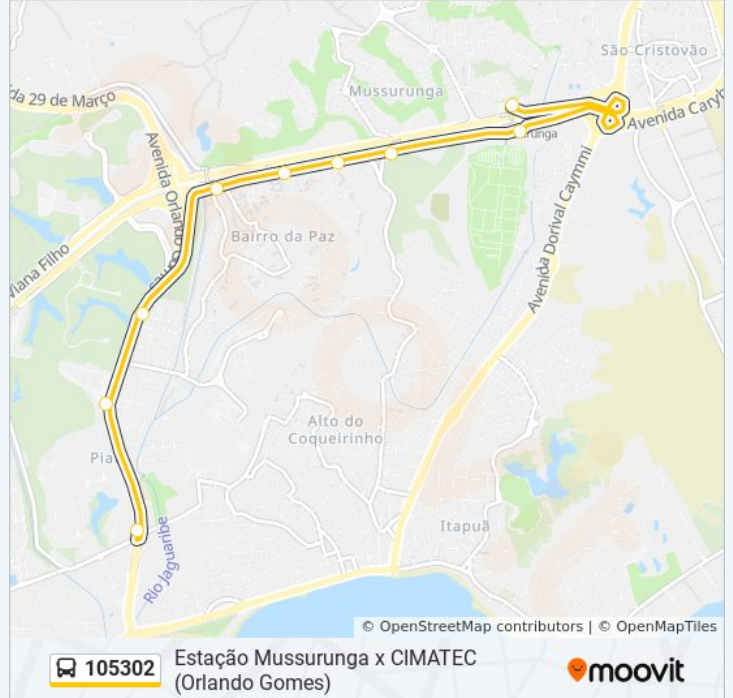 São Cristovão
Mussurunga
da 29 de Março
Avenida Caryb
Avenida Orlando Gomes
Bairro da Paz
Viana Filho
Avenida Dorival Caymmi
Alto do
Coqueirinho
Pia
Itapuã
Rio Jaguaribe
© OpenStreetMap contributors | © OpenMapTiles
105302
Estação Mussurunga x CIMATEC
(Orlando Gomes)
moovit